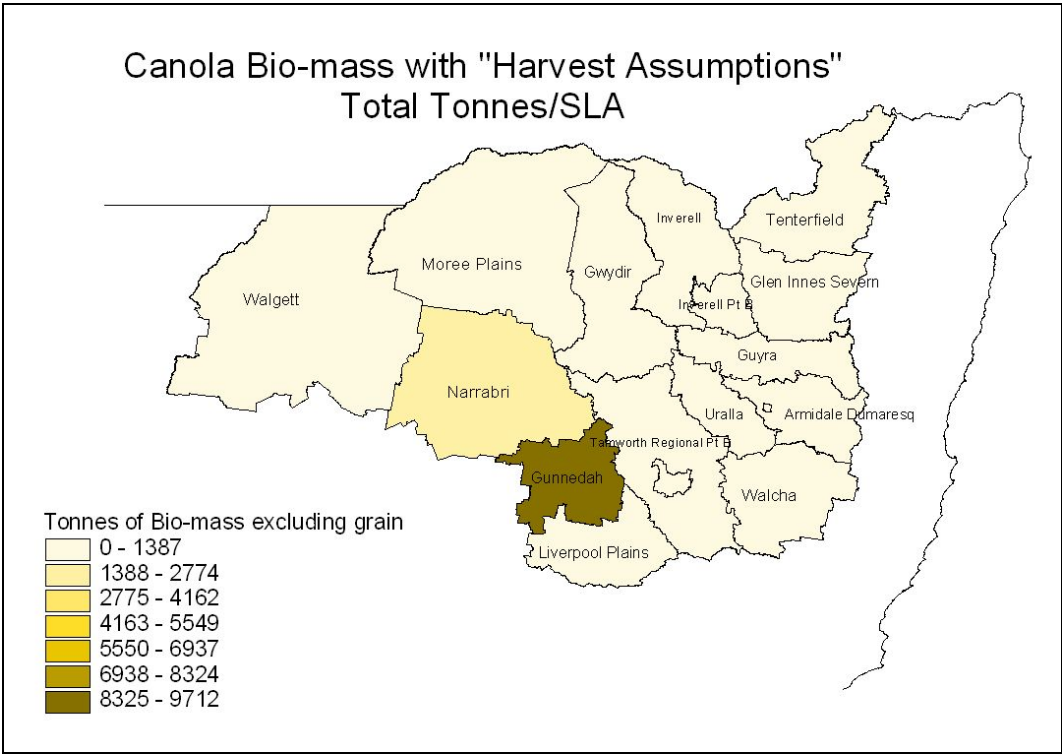 Canola Bio-mass with "Harvest Assumptions"
Total Tonnes/SLA
Inverell
Tenterfield
Moree Plains
Gwydir
Glen Innes Severn
Walgett
Inverell Pt B
Guyra
Narrabri
Uralla
Armidale Dumaresq
Tamworth Regional Pt B
Gunnedah
Walcha
Liverpool Plains
Tonnes of Bio-mass excluding grain
0 - 1387
1388 - 2774
2775 - 4162
4163 - 5549
5550 - 6937
6938 - 8324
8325 - 9712